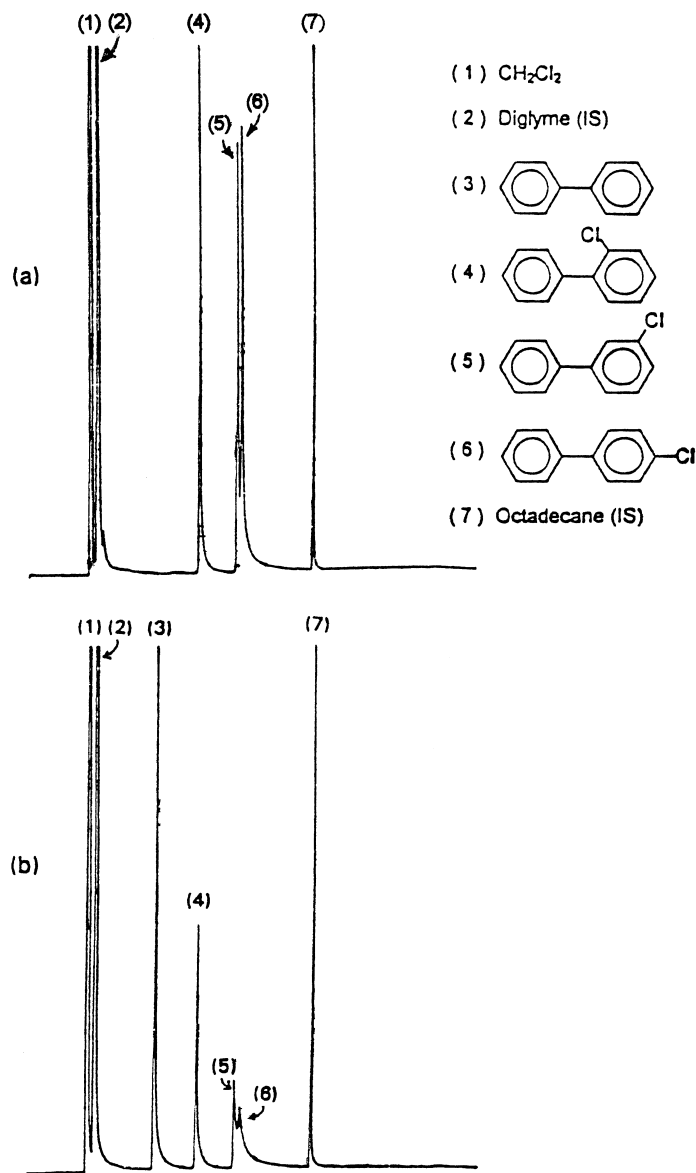 (1) (2) (4) (7)
(6)
(5)
(a)
(1) CH₂Cl₂
(2) Diglyme (IS)
(3)
(4) Cl
(5) Cl
(6) Cl
(7) Octadecane (IS)
(1) (2) (3) (7)
(b)
(4)
(5)
(6)